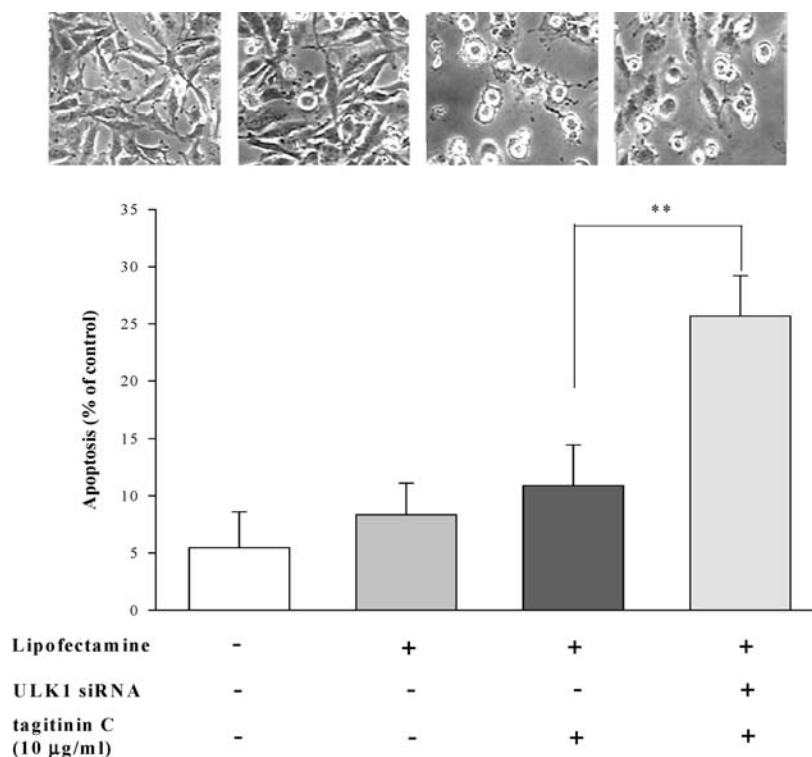 **
35
30
25
20
15
10
5
0
Apoptosis (% of control)
Lipofectamine - + + +
ULK1 siRNA - - - +
tagitinin C
(10 µg/ml) - - + +